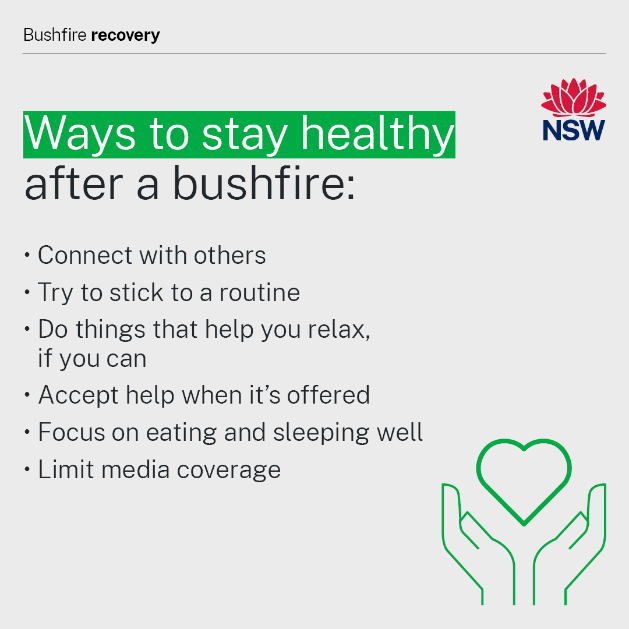 Bushfire recovery
NSW
Ways to stay healthy
after a bushfire:
• Connect with others
• Try to stick to a routine
• Do things that help you relax,
if you can
• Accept help when it’s offered
• Focus on eating and sleeping well
• Limit media coverage